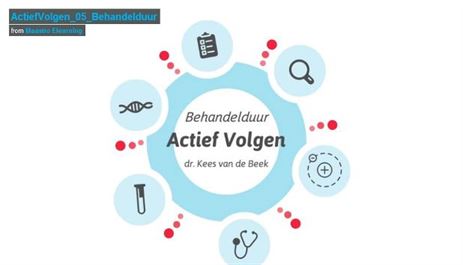 ActiefVolgen_05_Behandelduur
from Maastro Elearning
Behandelduur
Actief Volgen
dr. Kees van de Beek